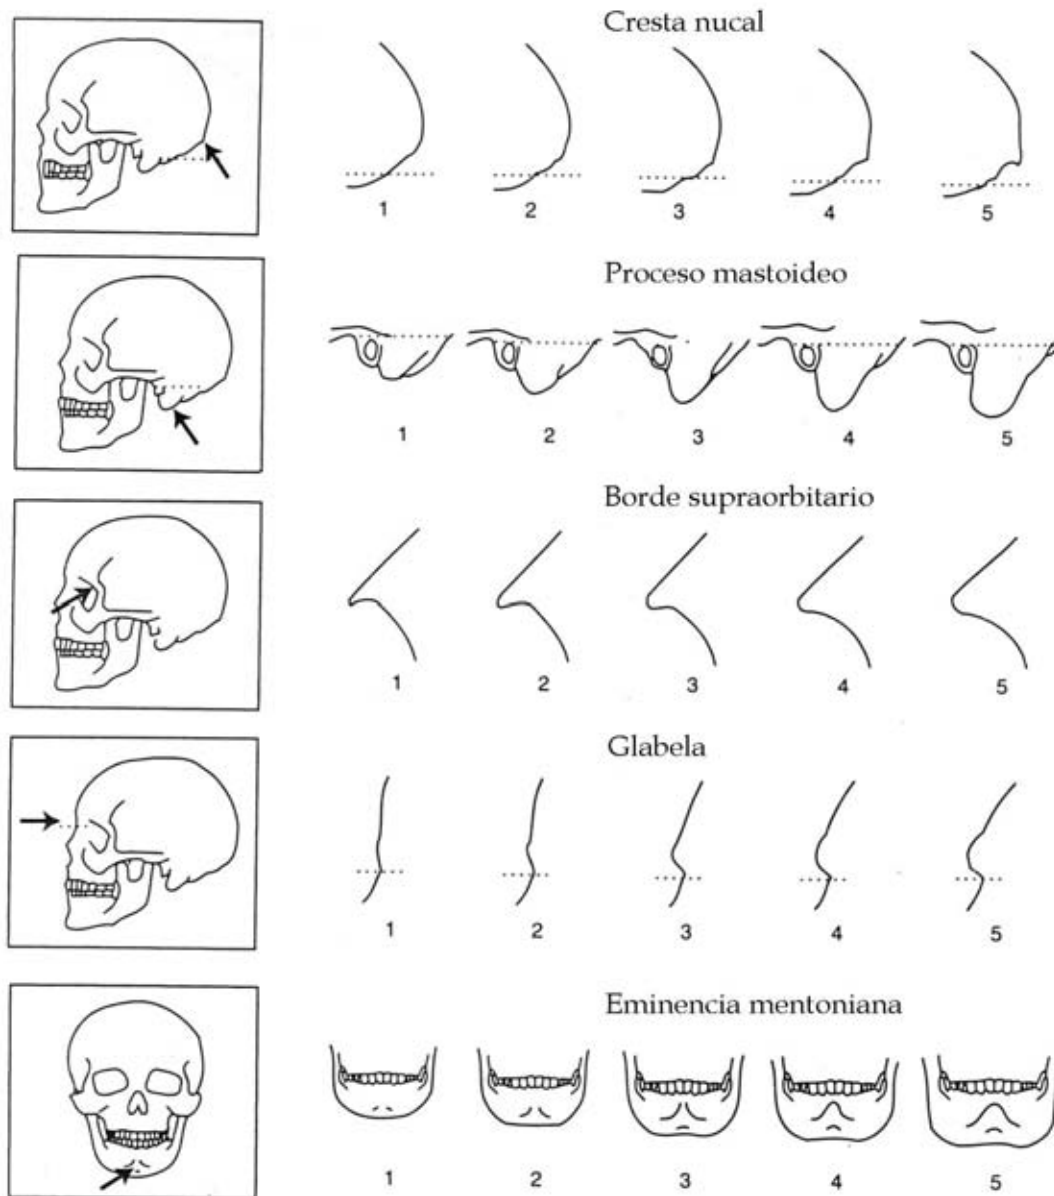 Cresta nucal
1 2 3 4 5
Proceso mastoideo
1 2 3 4 5
Borde supraorbitario
1 2 3 4 5
Glabela
1 2 3 4 5
Eminencia mentoniana
1 2 3 4 5